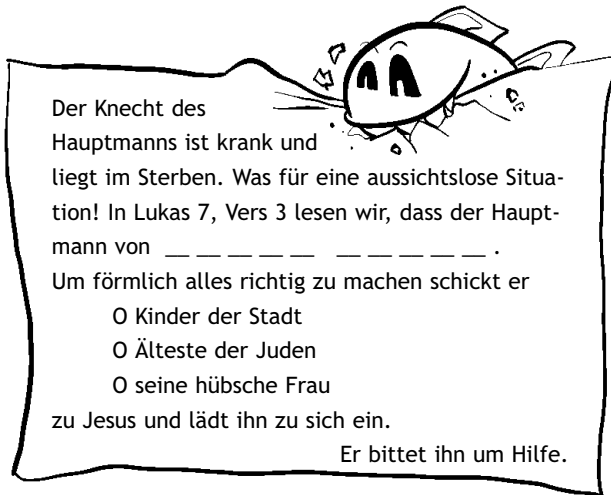 Der Knecht des
Hauptmanns ist krank und
liegt im Sterben. Was für eine aussichtslose Situa-
tion! In Lukas 7, Vers 3 lesen wir, dass der Haupt-
mann von __ __ __ __ __  __ __ __ __ __ .
Um förmlich alles richtig zu machen schickt er
O Kinder der Stadt
O Älteste der Juden
O seine hübsche Frau
zu Jesus und lädt ihn zu sich ein.
Er bittet ihn um Hilfe.